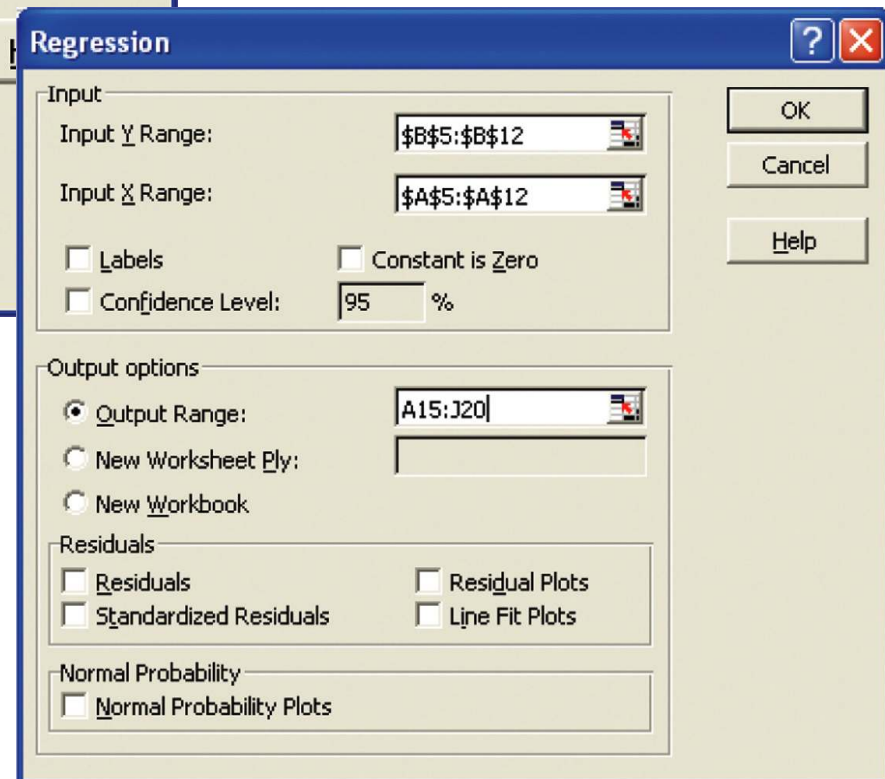 Regression
Input
Input Y Range: $B$5:$B$12
Input X Range: $A$5:$A$12
Labels Constant is Zero
Confidence Level: 95 %
OK
Cancel
Help
Output options
Output Range: A15:J20
New Worksheet Ply:
New Workbook
Residuals
Residuals Residual Plots
Standardized Residuals Line Fit Plots
Normal Probability
Normal Probability Plots